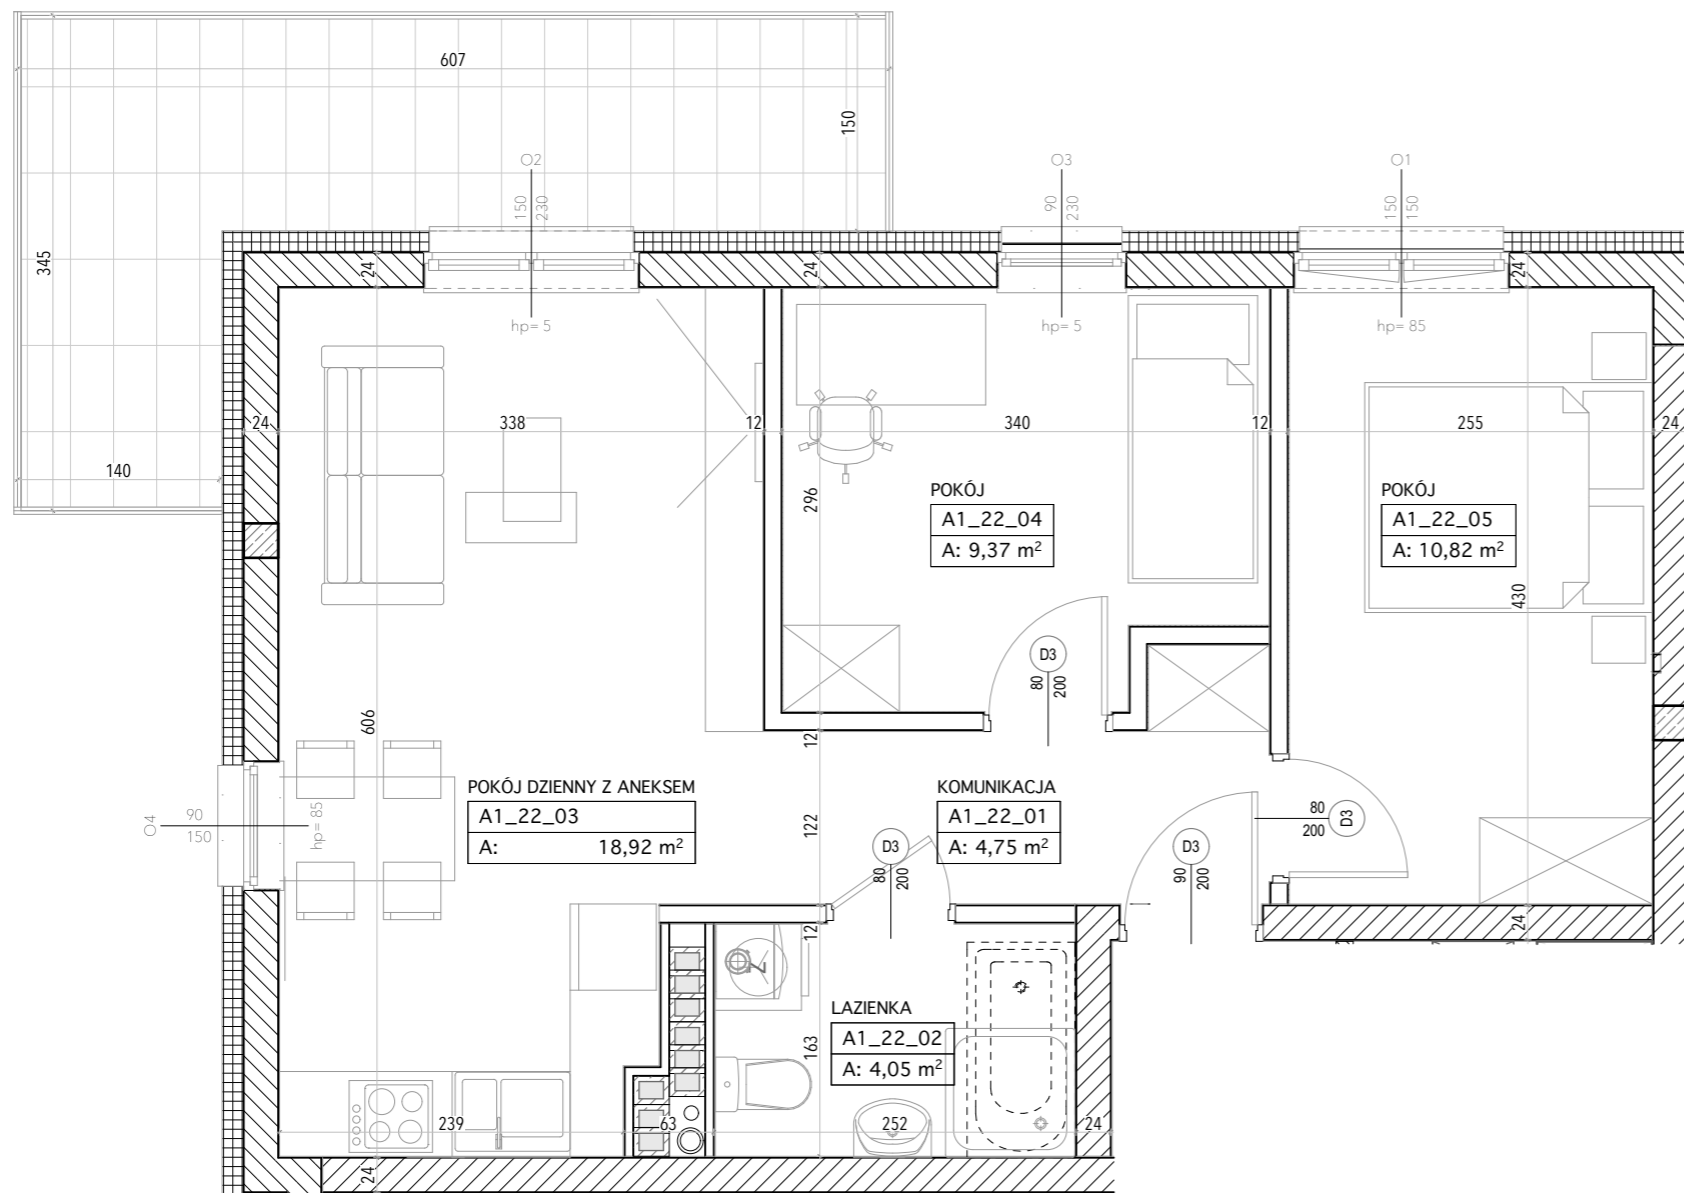 607
150
345
140
O2
150
230
hp= 5
O3
90
230
hp= 5
O1
150
150
hp= 85
24
24
24
24
338
12
340
12
255
24
296
POKÓJ
A1_22_04
A: 9,37 m²
POKÓJ
A1_22_05
A: 10,82 m²
430
D3
80
200
606
12
O4
90
150
hp= 85
POKÓJ DZIENNY Z ANEKSEM
A1_22_03
A: 18,92 m²
122
KOMUNIKACJA
A1_22_01
A: 4,75 m²
D3
80
200
D3
90
200
80
200
D3
12
24
LAZIENKA
A1_22_02
A: 4,05 m²
163
239
63
252
24
24